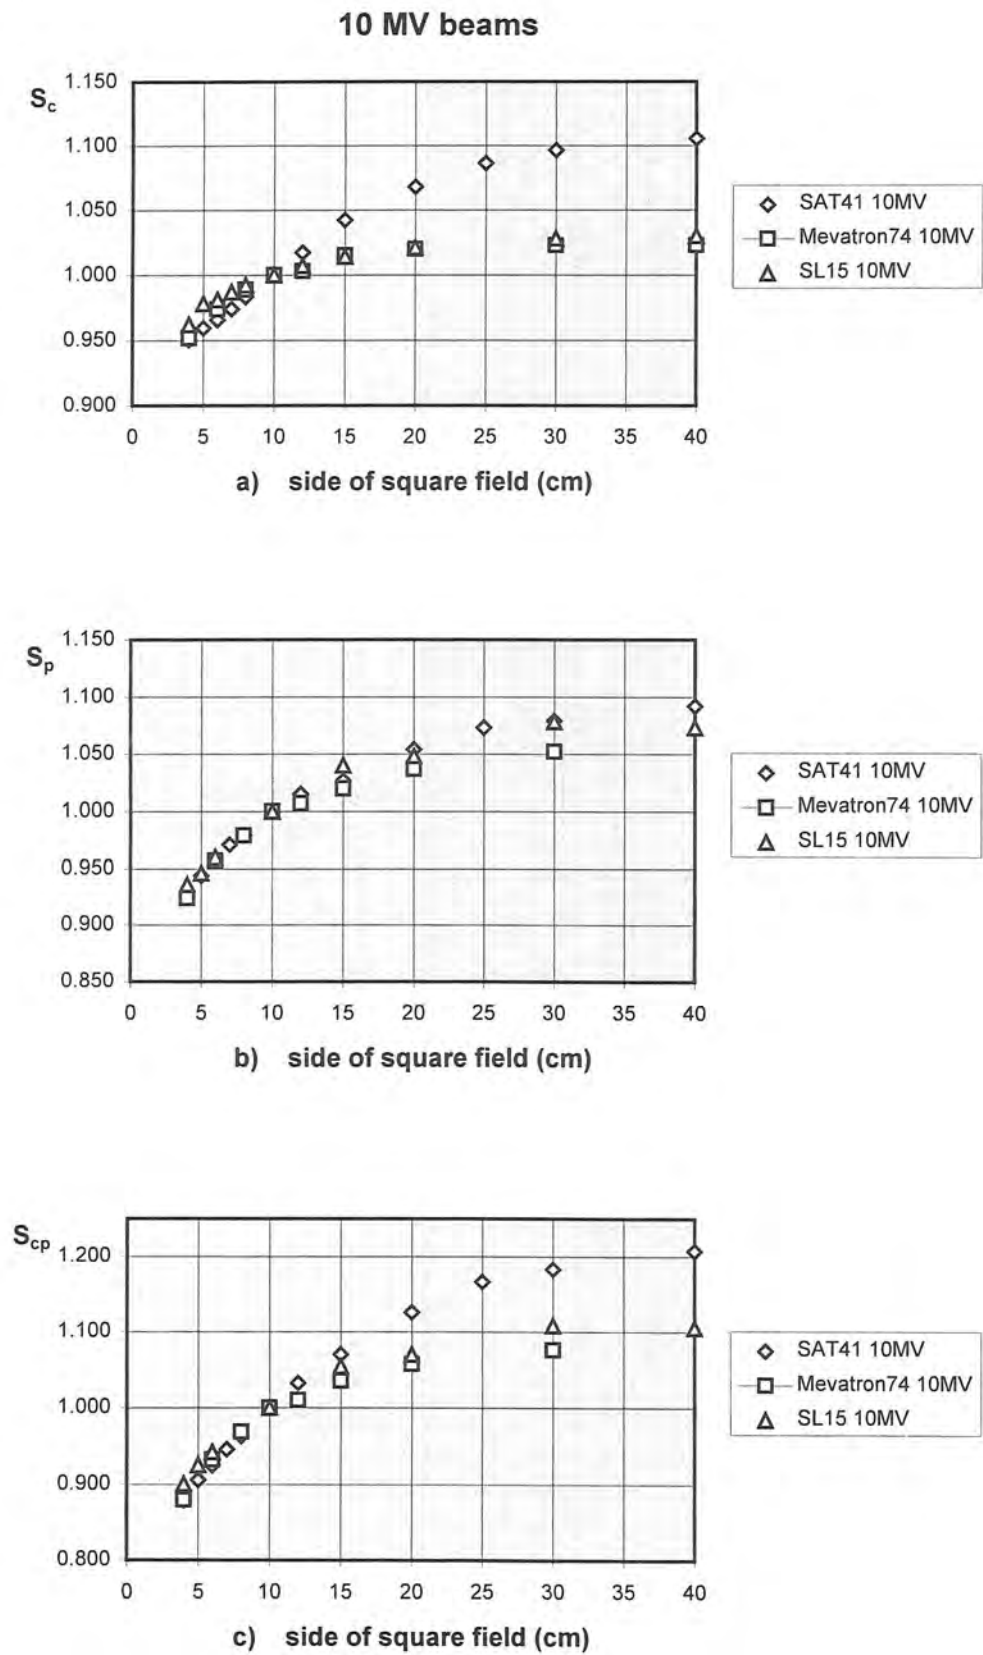 10 MV beams
Sc
1.150
1.100
1.050
1.000
0.950
0.900
0 5 10 15 20 25 30 35 40
a) side of square field (cm)
SAT41 10MV
Mevatron74 10MV
SL15 10MV
Sp
1.150
1.100
1.050
1.000
0.950
0.900
0.850
0 5 10 15 20 25 30 35 40
b) side of square field (cm)
SAT41 10MV
Mevatron74 10MV
SL15 10MV
Scp
1.200
1.100
1.000
0.900
0.800
0 5 10 15 20 25 30 35 40
c) side of square field (cm)
SAT41 10MV
Mevatron74 10MV
SL15 10MV